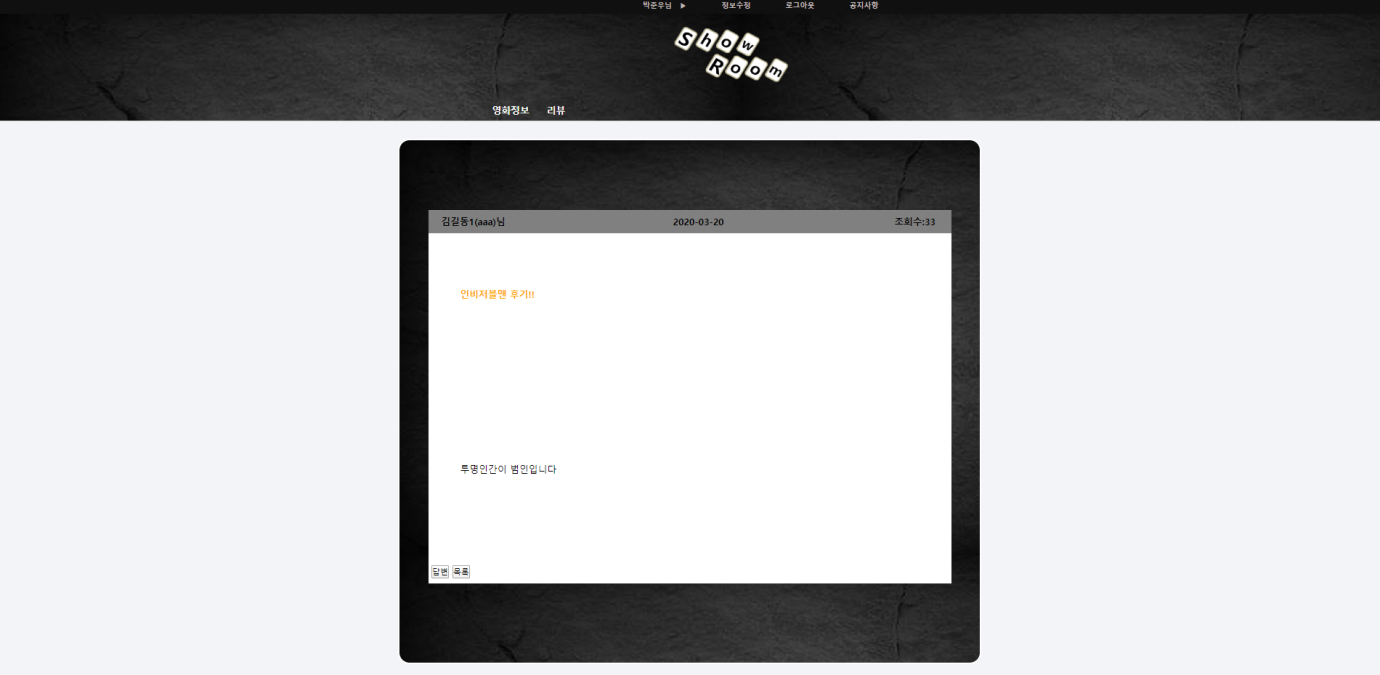 박준우님 ▶ 정보수정 로그아웃 공지사항
Show
Room
영화정보 리뷰
김길동1(aaa)님 2020-03-20 조회수:33
인비저블맨 후기!!
투명인간이 범인입니다
답변 목록